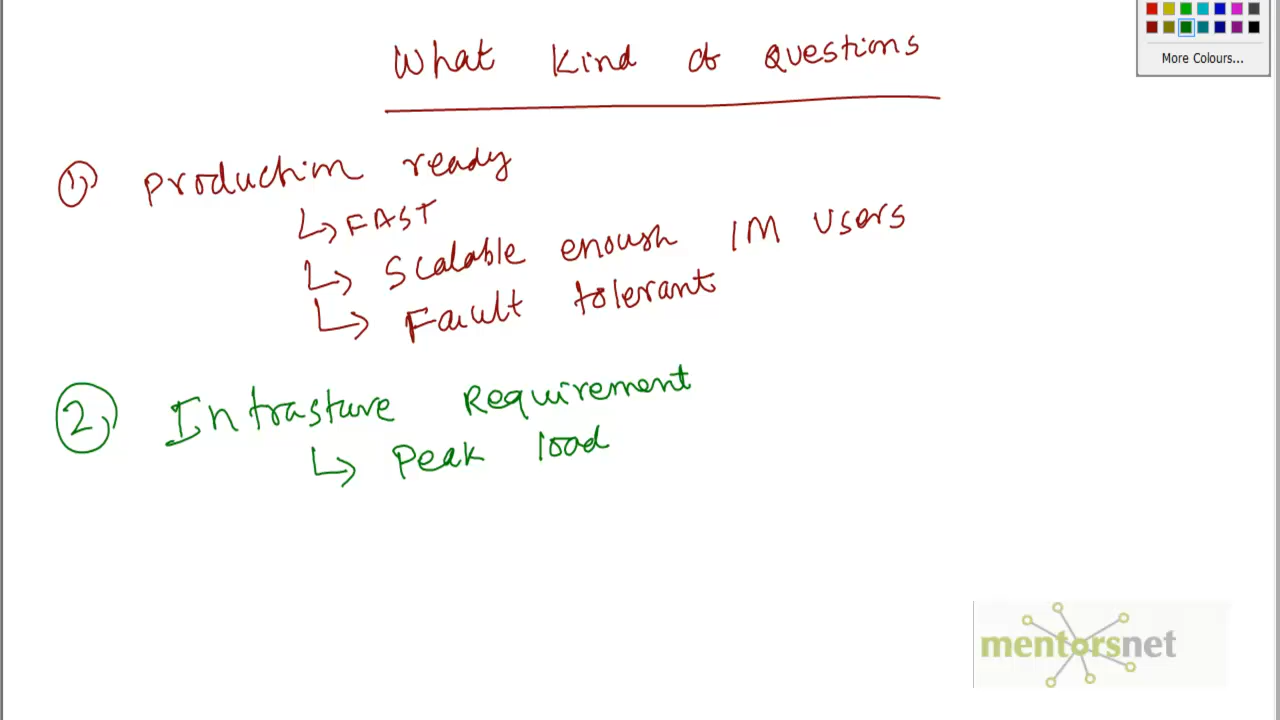 More Colours...
What Kind of Questions
1) Production ready
↳ FAST
↳ Scalable enough 1M users
↳ Fault tolerant
2) Infrasture Requirement
↳ Peak load
mentorsnet